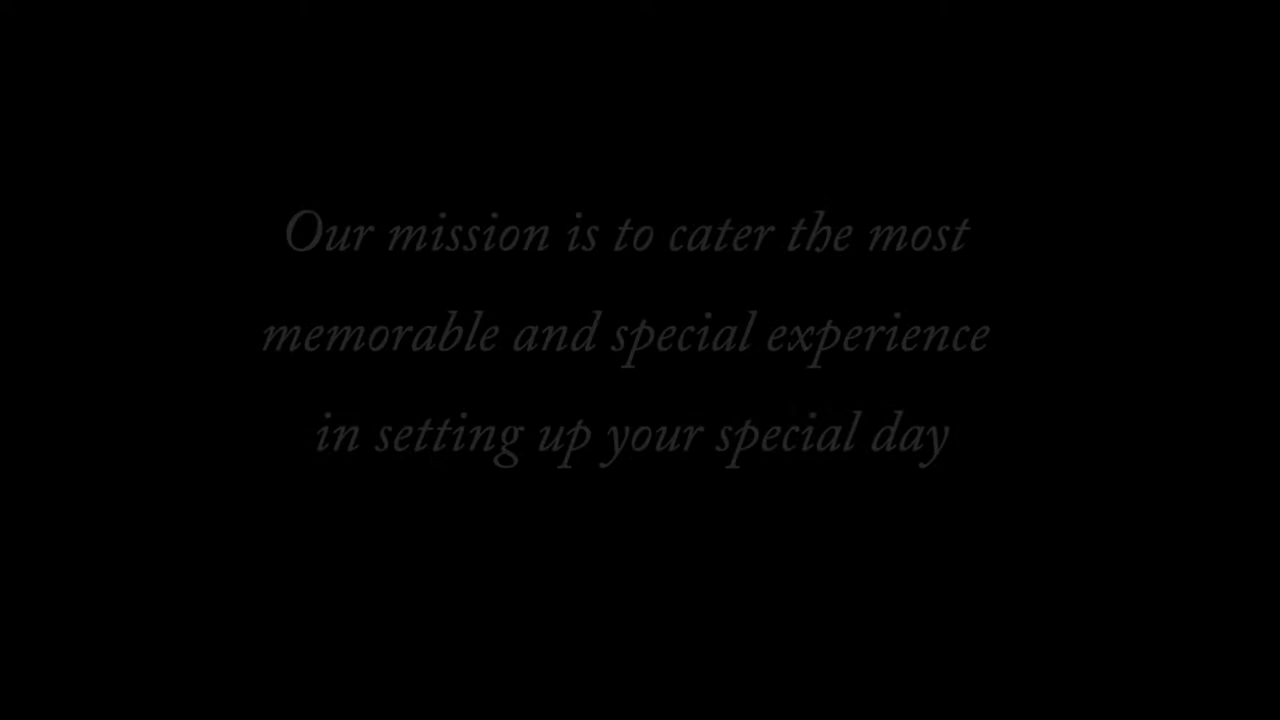 Our mission is to cater the most
memorable and special experience
in setting up your special day